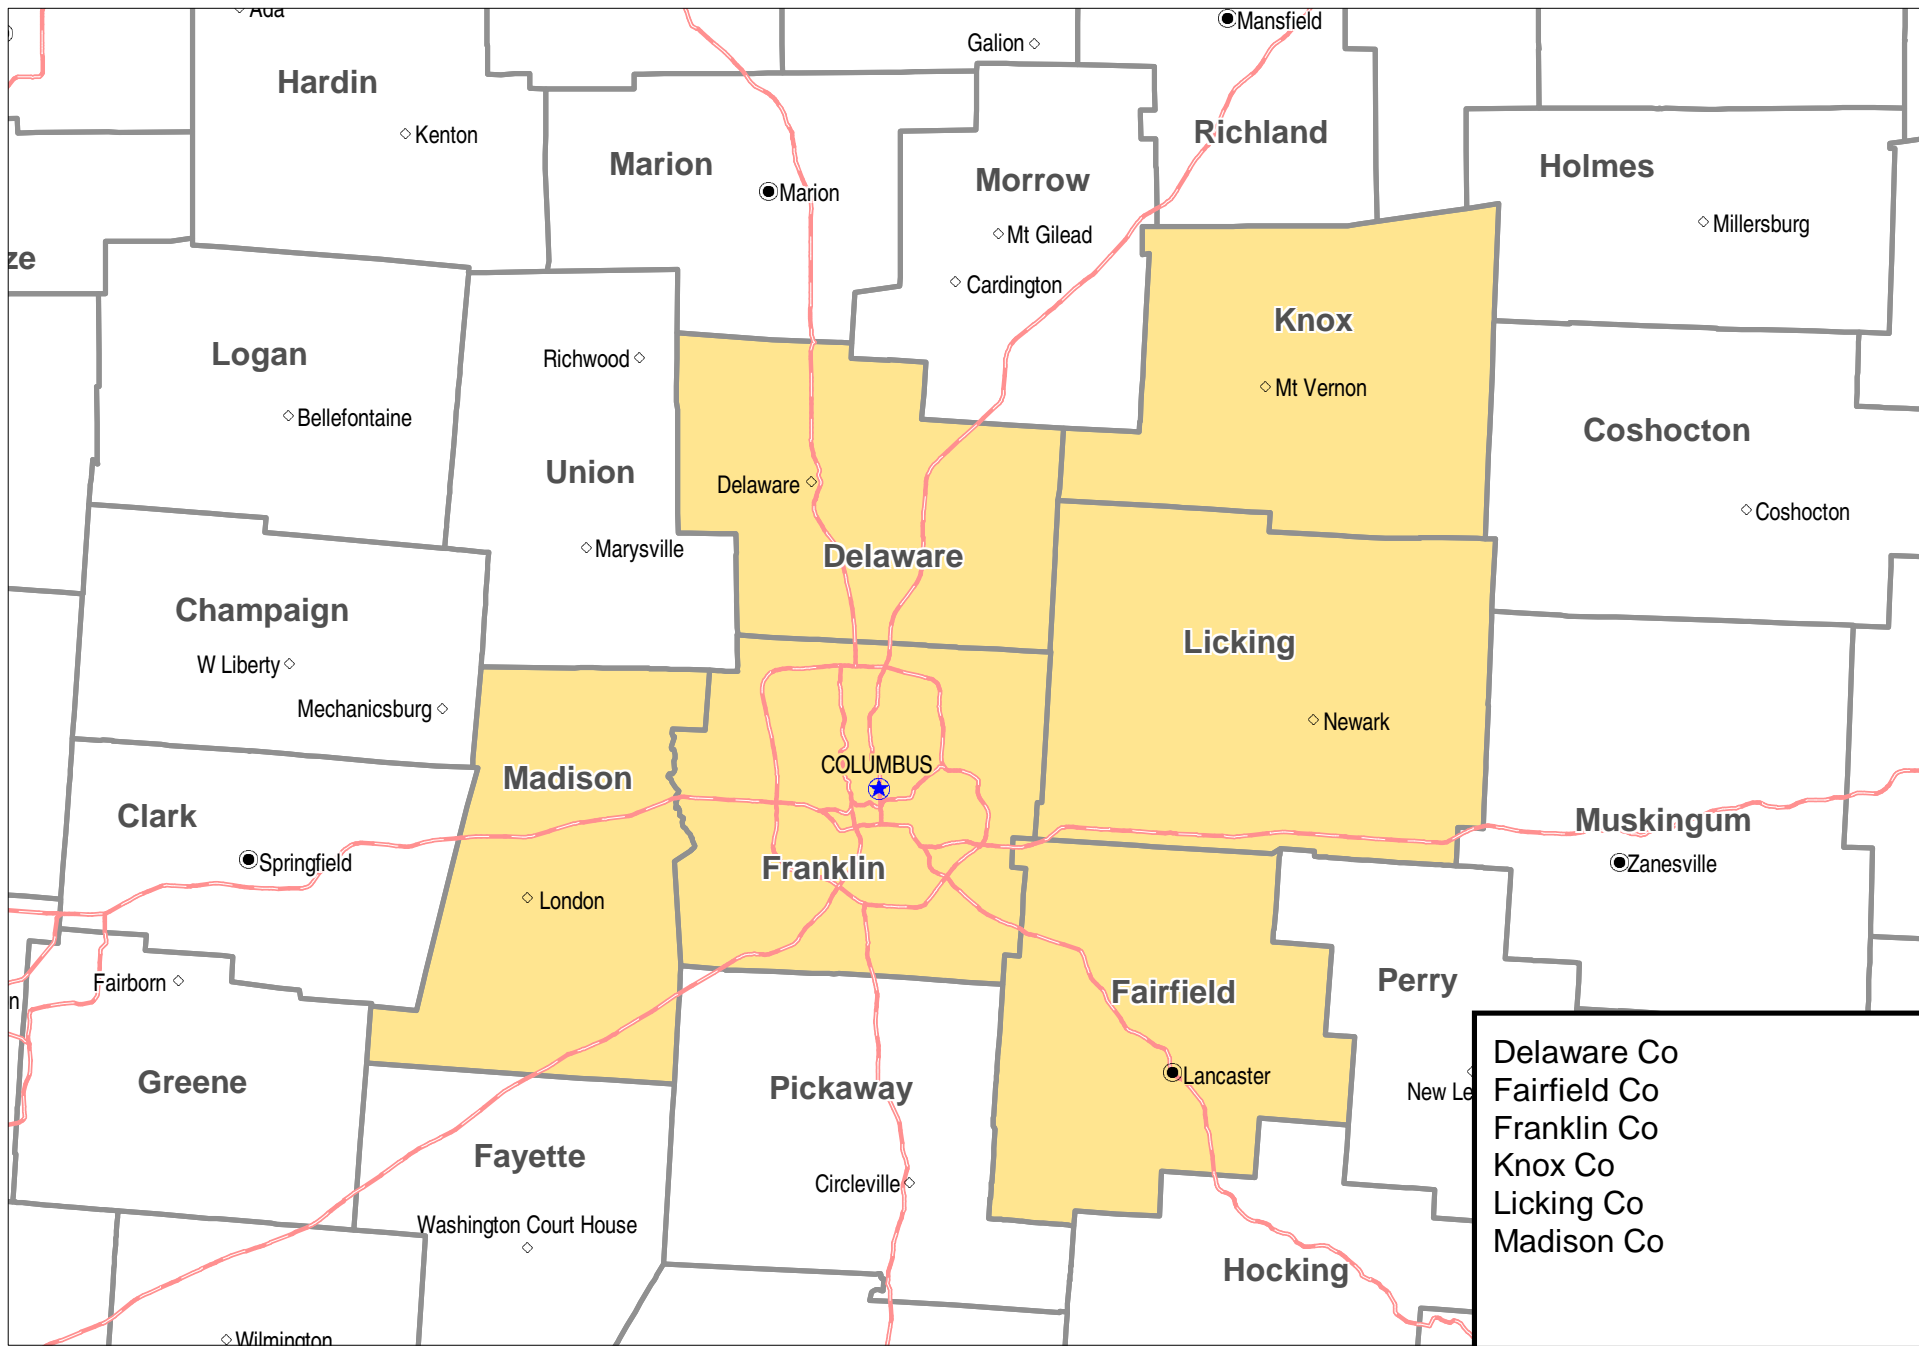 Ada
Mansfield
Galion
Hardin
Kenton
Richland
Marion
Marion
Morrow
Holmes
Mt Gilead
Millersburg
ze
Cardington
Knox
Logan
Richwood
Mt Vernon
Bellefontaine
Coshocton
Union
Delaware
Coshocton
Marysville
Delaware
Champaign
Licking
W Liberty
Mechanicsburg
Newark
COLUMBUS
Madison
Clark
Muskingum
Springfield
Franklin
Zanesville
London
Fairborn
n
Perry
Fairfield
Greene
Pickaway
Lancaster
New Le
Fayette
Circleville
Washington Court House
Hocking
Wilmington
Delaware Co
Fairfield Co
Franklin Co
Knox Co
Licking Co
Madison Co